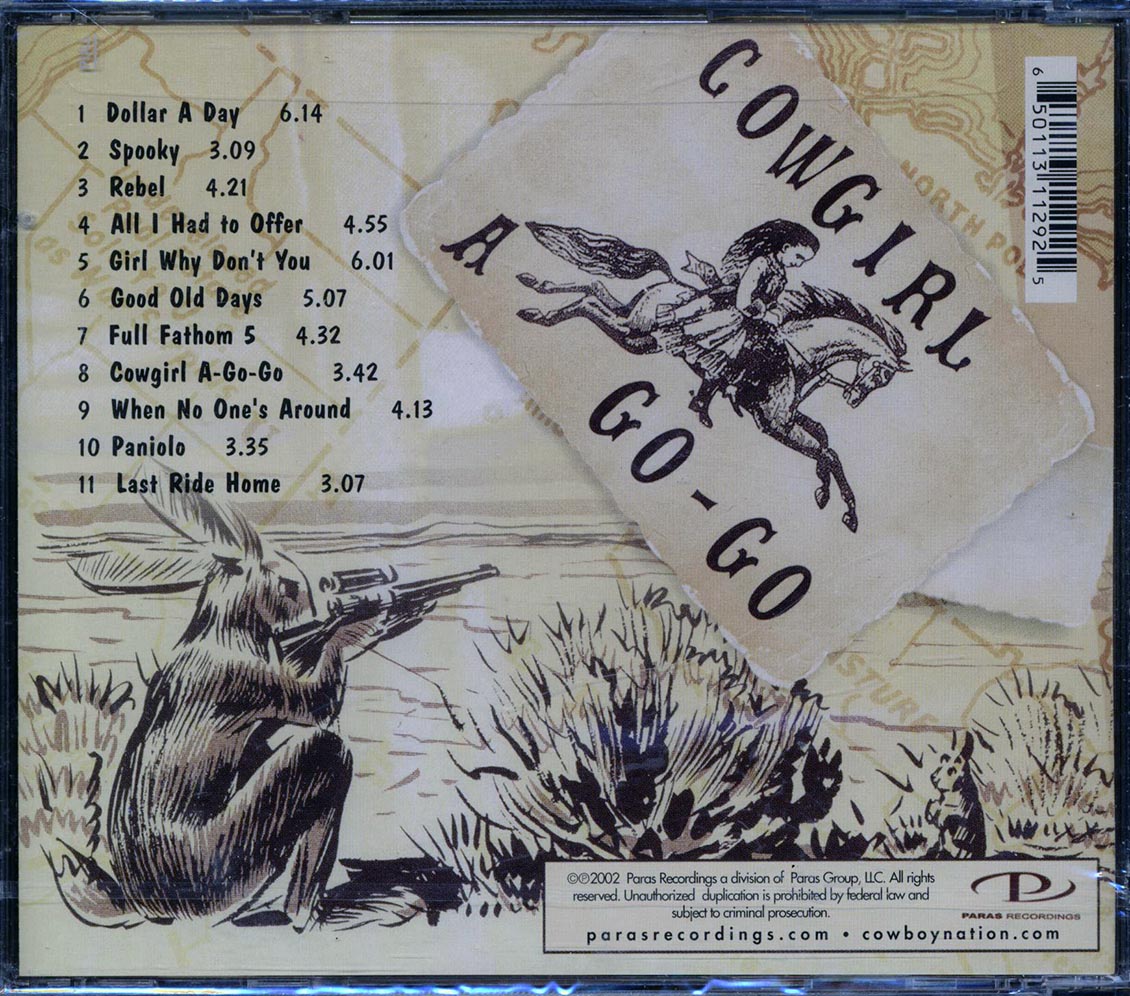 1 Dollar A Day 6.14
2 Spooky 3.09
3 Rebel 4.21
4 All I Had to Offer 4.55
5 Girl Why Don't You 6.01
6 Good Old Days 5.07
7 Full Fathom 5 4.32
8 Cowgirl A-Go-Go 3.42
9 When No One's Around 4.13
10 Paniolo 3.35
11 Last Ride Home 3.07
COWGIRL
A
GO-GO
6 50113 11292 5
NORTH POL
©℗2002 Paras Recordings a division of Paras Group, LLC. All rights
reserved. Unauthorized duplication is prohibited by federal law and
subject to criminal prosecution.
parasrecordings.com • cowboynation.com
P
PARAS RECORDINGS